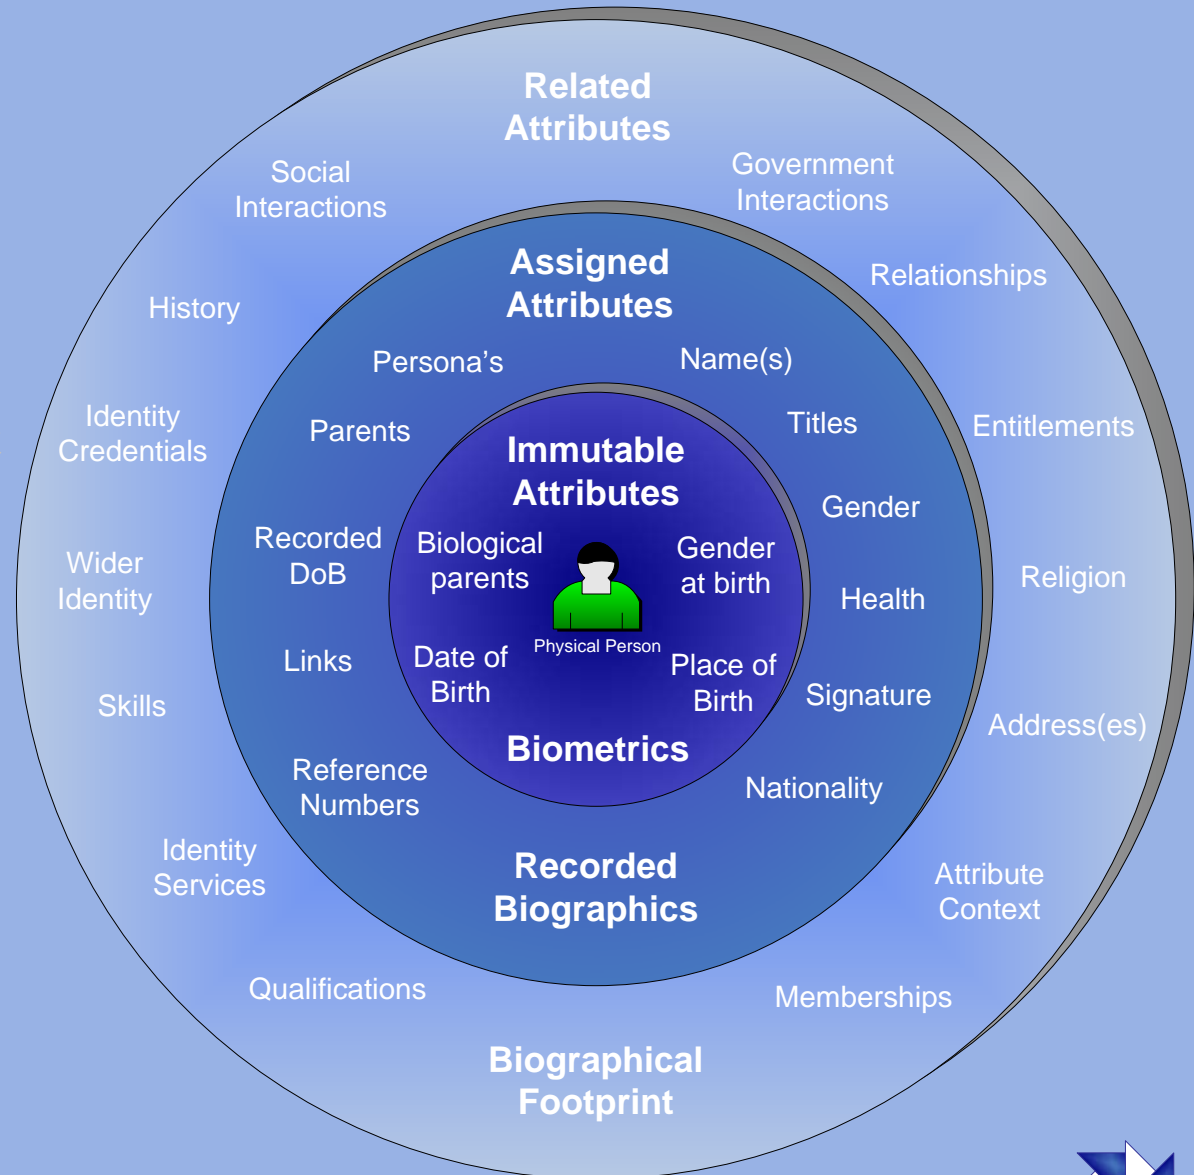 Related
Attributes
Social
Interactions
Government
Interactions
Relationships
History
Identity
Credentials
Entitlements
Wider
Identity
Religion
Skills
Address(es)
Identity
Services
Attribute
Context
Qualifications
Memberships
Biographical
Footprint
Assigned
Attributes
Persona's
Name(s)
Parents
Titles
Gender
Recorded
DoB
Health
Links
Signature
Reference
Numbers
Nationality
Recorded
Biographics
Immutable
Attributes
Biological
parents
Gender
at birth
Physical Person
Date of
Birth
Place of
Birth
Biometrics